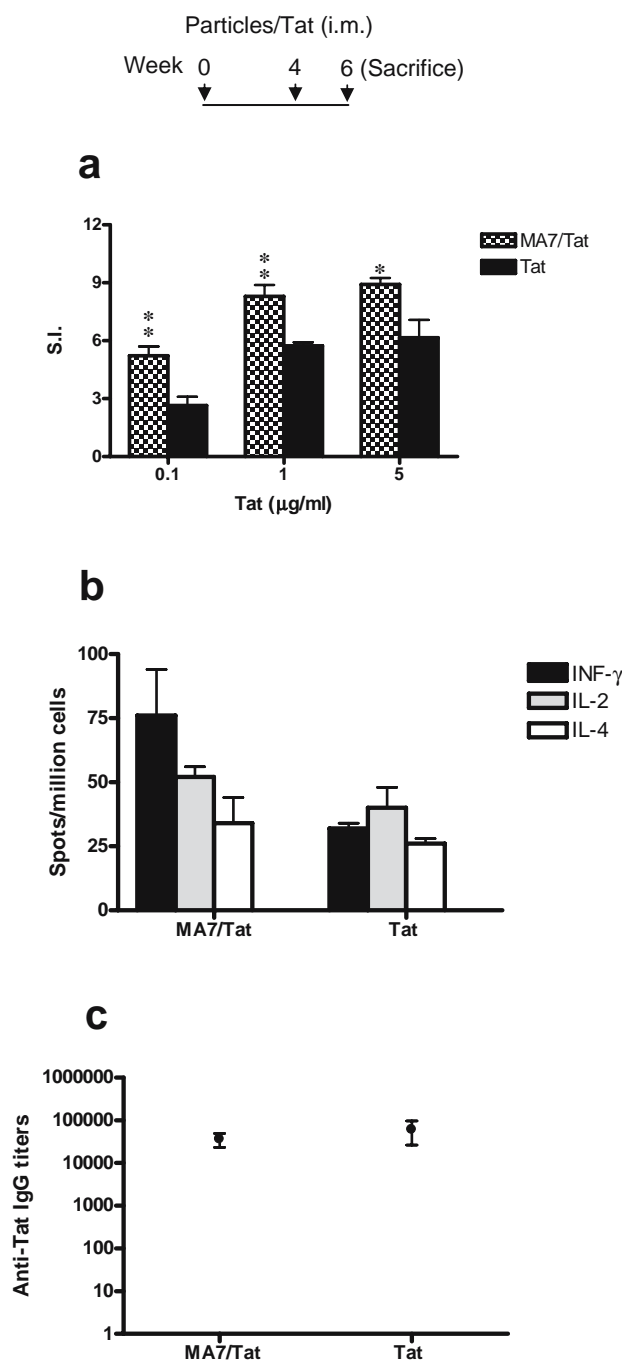 Particles/Tat (i.m.)
Week 0 4 6 (Sacrifice)
a
12
9
6
3
0
S.I.
**
**
*
MA7/Tat
Tat
0.1 1 5
Tat (μg/ml)
b
100
75
50
25
0
Spots/million cells
INF-γ
IL-2
IL-4
MA7/Tat Tat
c
1000000
100000
10000
1000
100
10
1
Anti-Tat IgG titers
MA7/Tat Tat